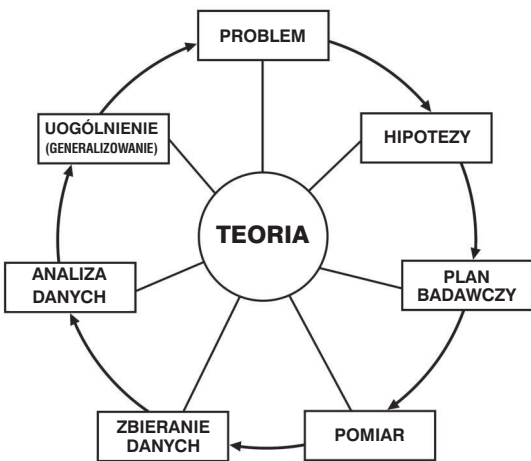 PROBLEM
HIPOTEZY
PLAN
BADAWCZY
POMIAR
ZBIERANIE
DANYCH
ANALIZA
DANYCH
UOGÓLNIENIE
(GENERALIZOWANIE)
TEORIA